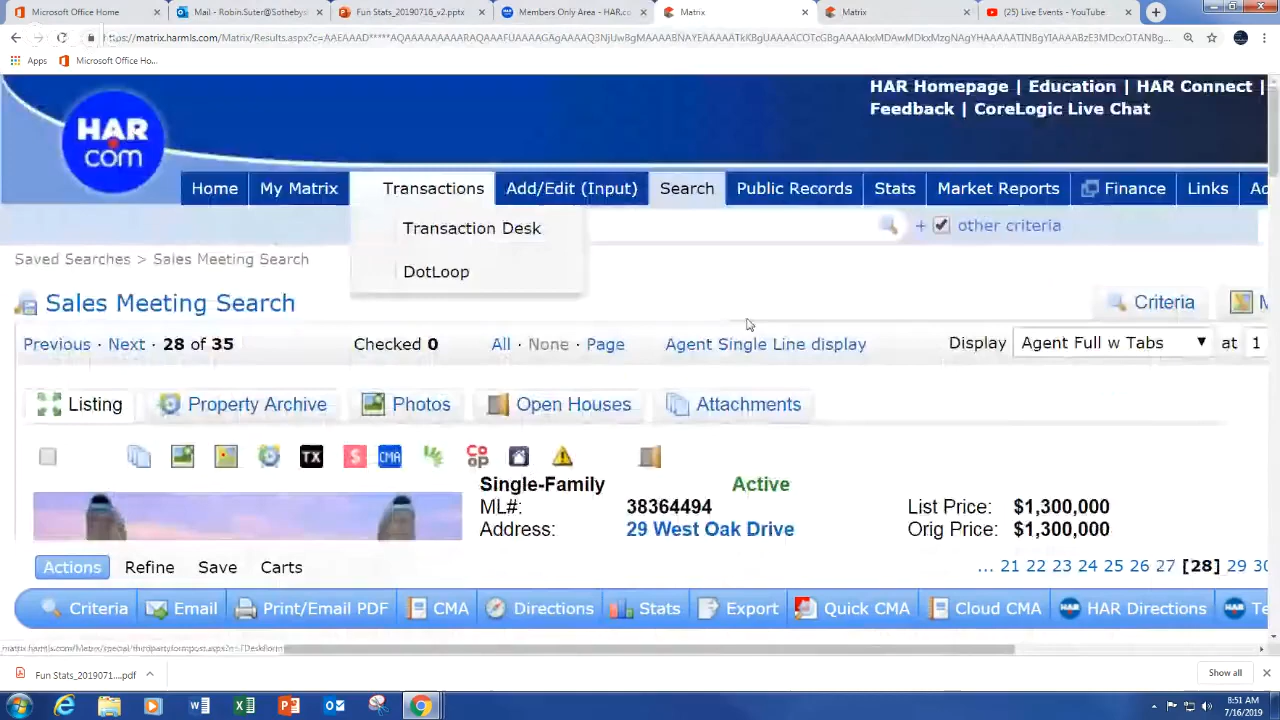 Microsoft Office Home
Mail - Robin.Suter@Sothebysl
Fun Stats_20190716_v2.pptx
Members Only Area - HAR.co
Matrix
Matrix
(25) Live Events - YouTube
Apps
Microsoft Office Ho...
HAR Homepage | Education | HAR Connect |
Feedback | CoreLogic Live Chat
HAR
com
Home
My Matrix
Transactions
Add/Edit (Input)
Search
Public Records
Stats
Market Reports
Finance
Links
Transaction Desk
DotLoop
+ other criteria
Saved Searches > Sales Meeting Search
Sales Meeting Search
Criteria
Previous · Next · 28 of 35
Checked 0
All · None · Page
Agent Single Line display
Display
Agent Full w Tabs
at
1
Listing
Property Archive
Photos
Open Houses
Attachments
TX
$
CMA
Co
op
Single-Family
Active
ML#:
38364494
List Price:
$1,300,000
Address:
29 West Oak Drive
Orig Price:
$1,300,000
Actions
Refine
Save
Carts
... 21 22 23 24 25 26 27 [28] 29 30
Criteria
Email
Print/Email PDF
CMA
Directions
Stats
Export
Quick CMA
Cloud CMA
HAR Directions
Fun Stats_2019071....pdf
Show all
8:51 AM
7/16/2019